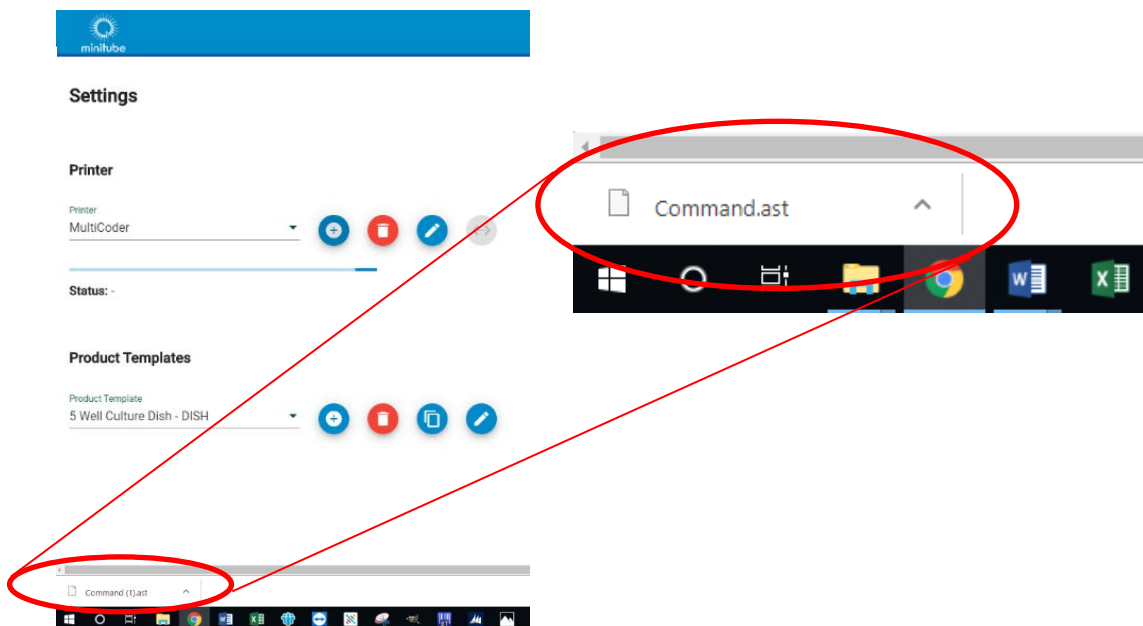 minitube
Settings
Printer
Printer
MultiCoder
Status: -
Product Templates
Product Template
5 Well Culture Dish - DISH
Command (1).ast
Command.ast